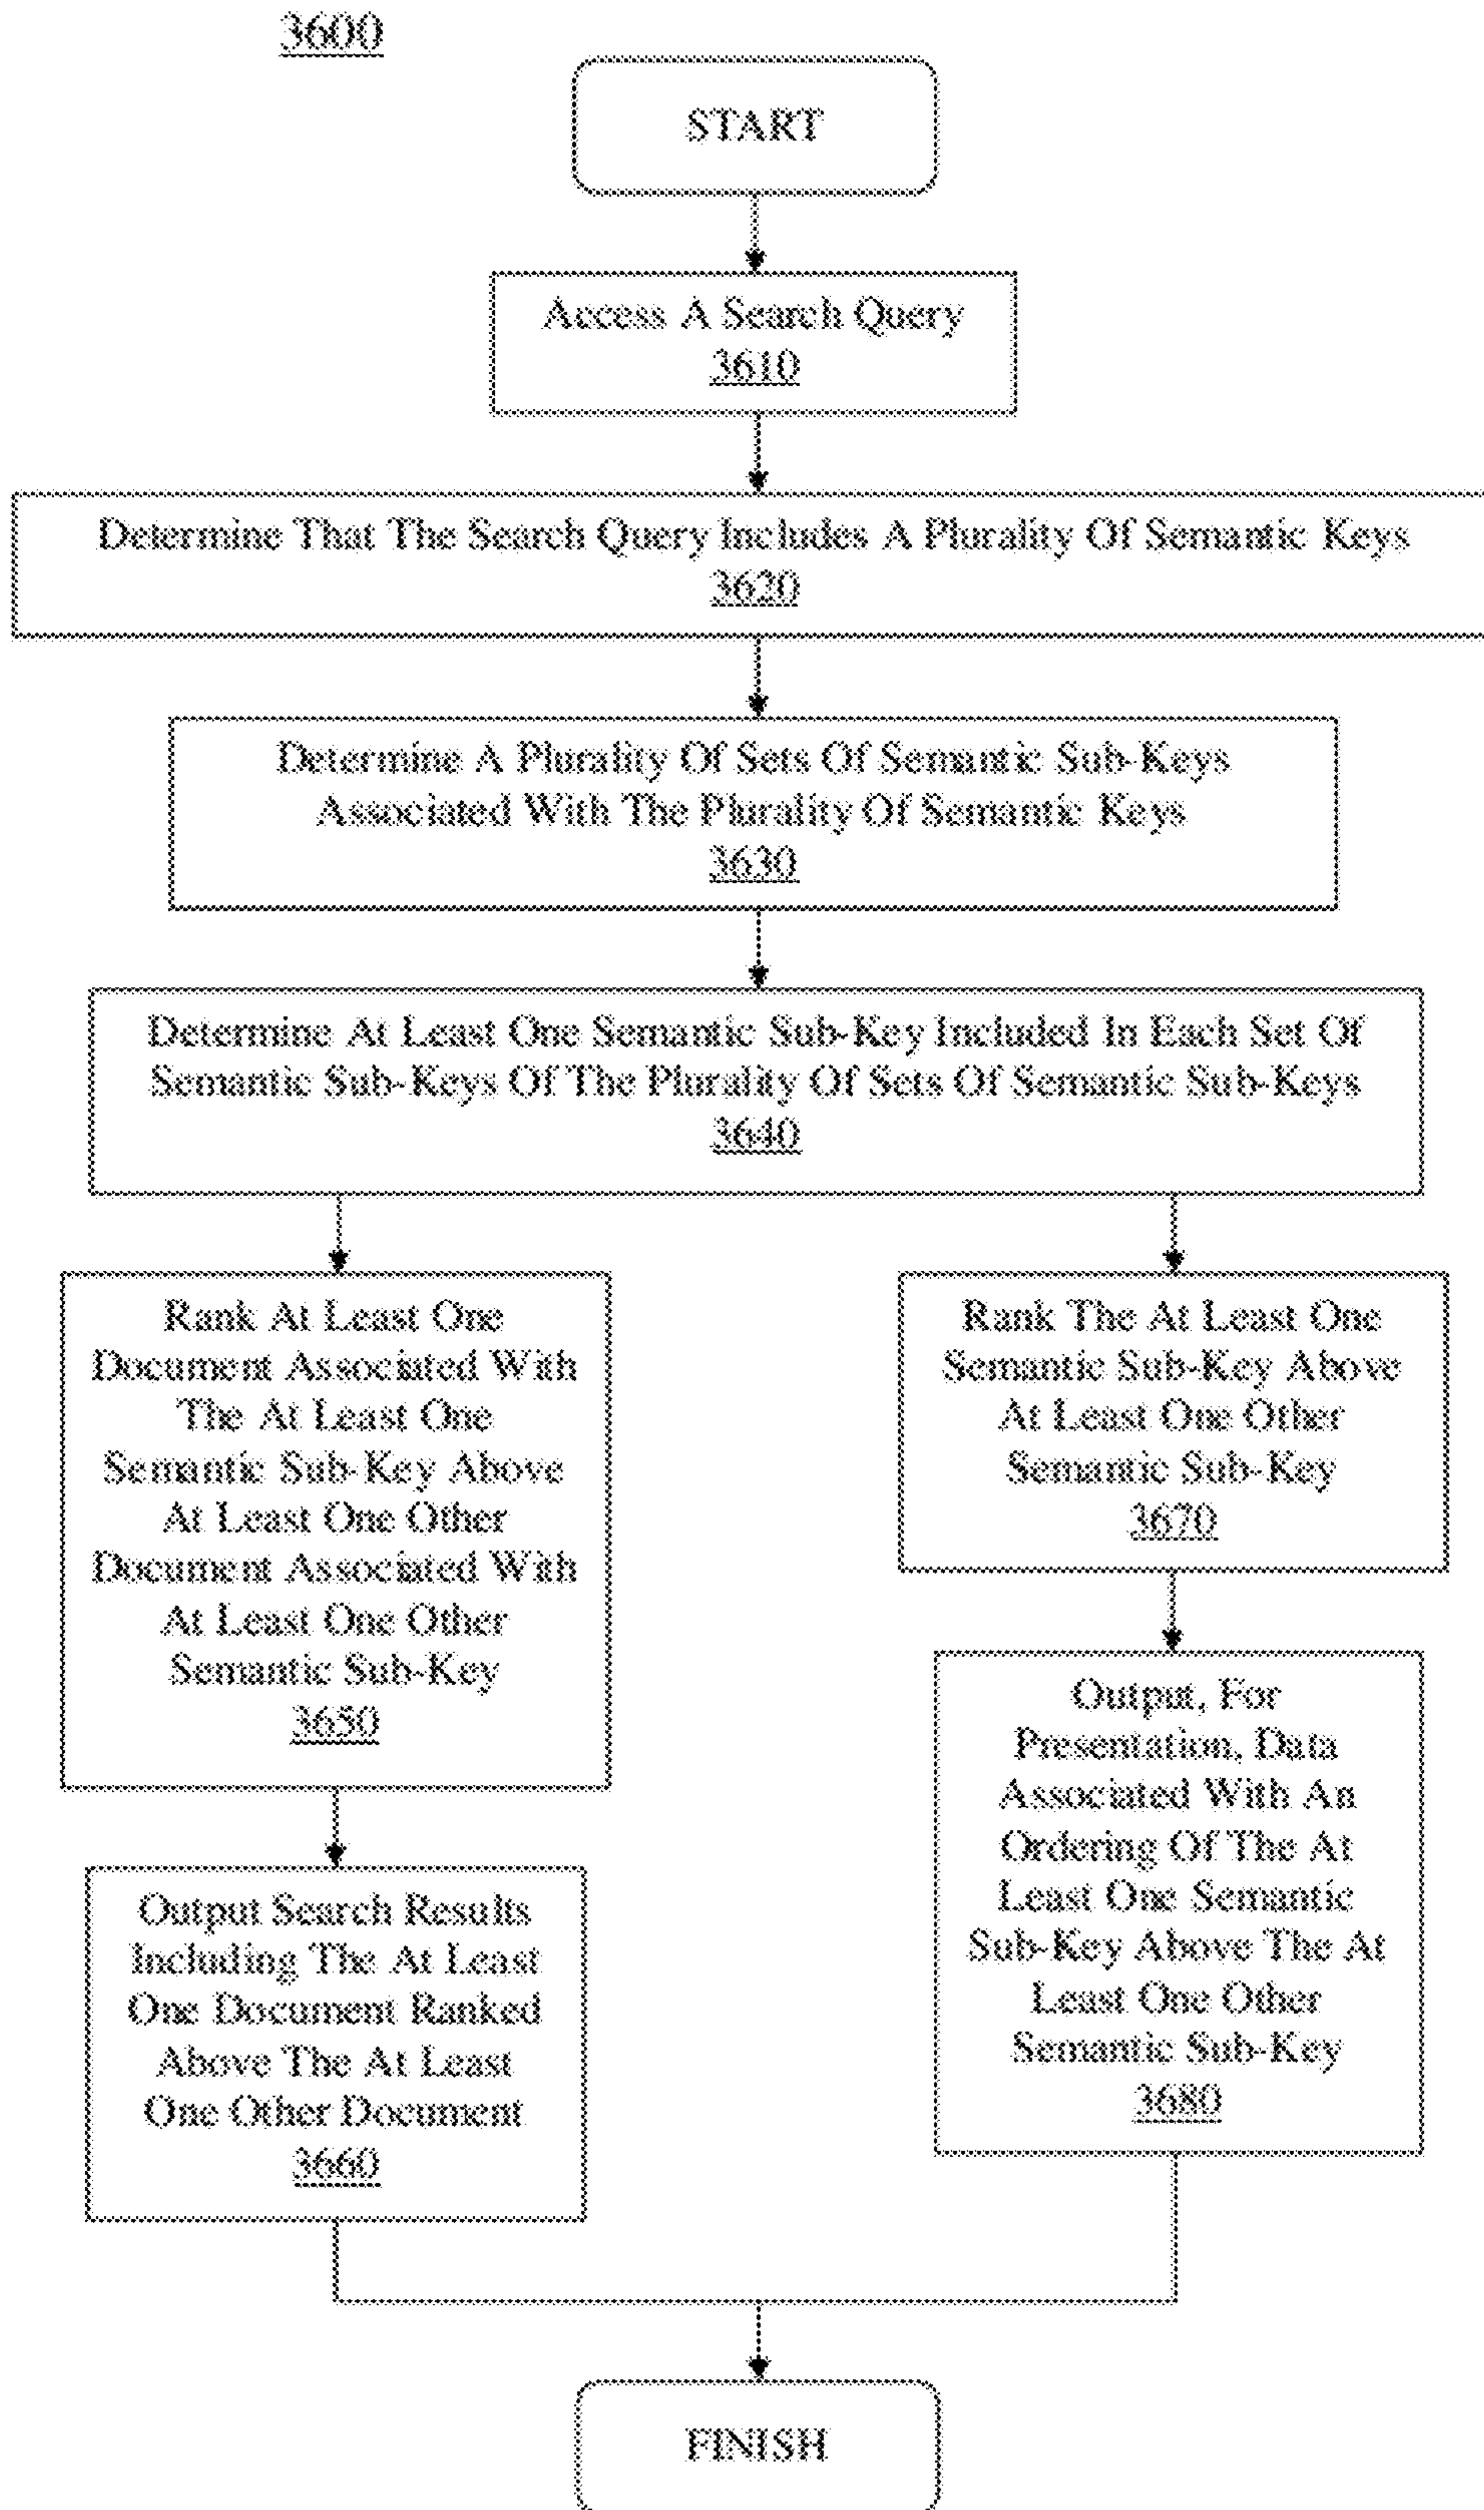 3600
START
Access A Search Query
3610
Determine That The Search Query Includes A Plurality Of Semantic Keys
3620
Determine A Plurality Of Sets Of Semantic Sub-Keys
Associated With The Plurality Of Semantic Keys
3630
Determine At Least One Semantic Sub-Key Included In Each Set Of
Semantic Sub-Keys Of The Plurality Of Sets Of Semantic Sub-Keys
3640
Rank At Least One
Document Associated With
The At Least One
Semantic Sub-Key Above
At Least One Other
Document Associated With
At Least One Other
Semantic Sub-Key
3650
Output Search Results
Including The At Least
One Document Ranked
Above The At Least
One Other Document
3660
Rank The At Least One
Semantic Sub-Key Above
At Least One Other
Semantic Sub-Key
3670
Output, For
Presentation, Data
Associated With An
Ordering Of The At
Least One Semantic
Sub-Key Above The At
Least One Other
Semantic Sub-Key
3680
FINISH